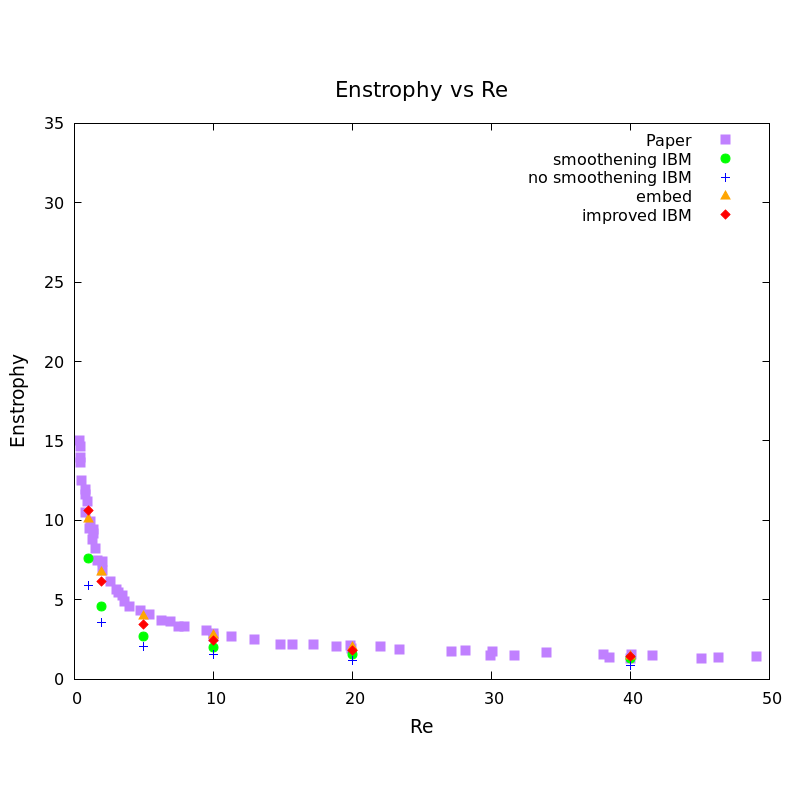 Enstrophy vs Re
35
30
25
20
15
10
5
0
Enstrophy
Paper
smoothening IBM
no smoothening IBM
embed
improved IBM
0 10 20 30 40 50
Re